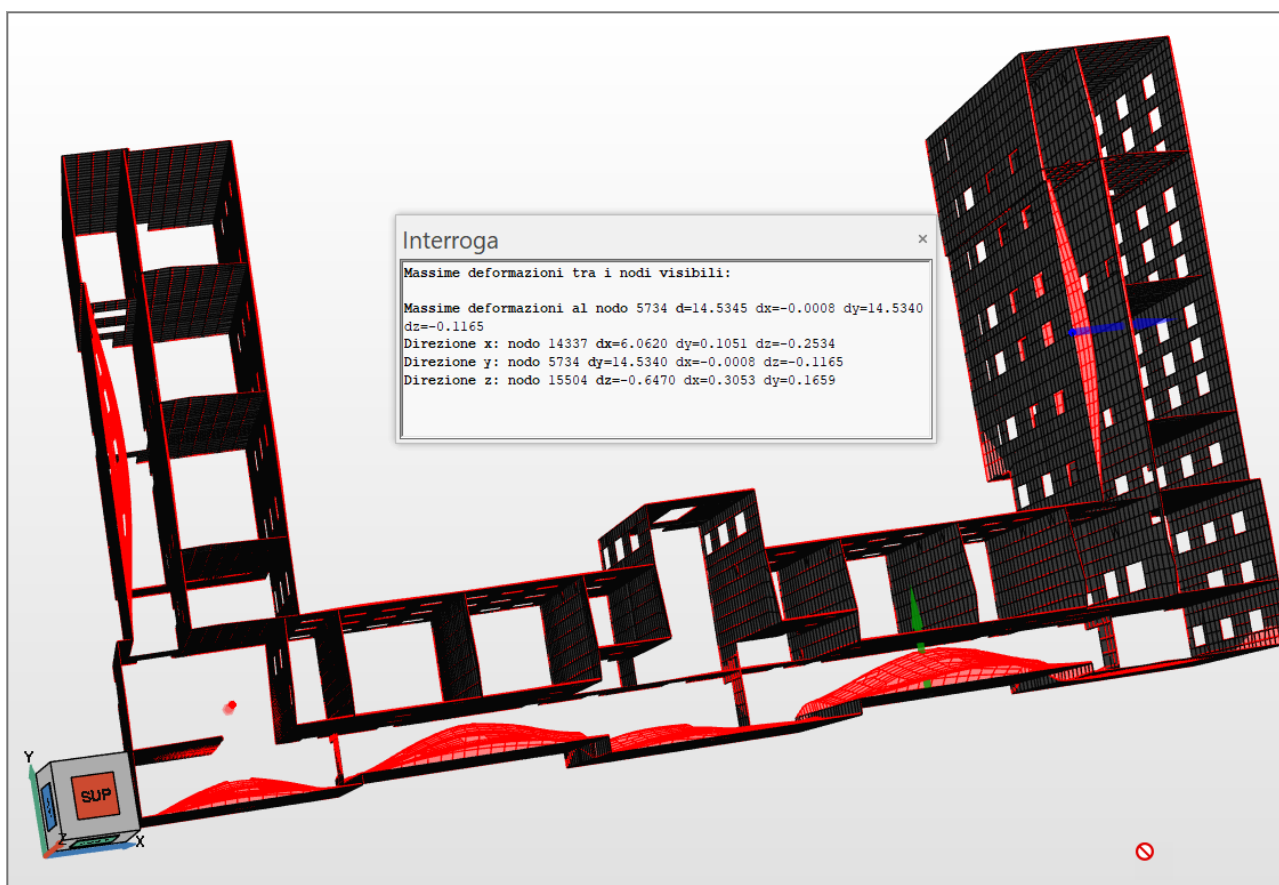 Interroga
Massime deformazioni tra i nodi visibili:
Massime deformazioni al nodo 5734 d=14.5345 dx=-0.0008 dy=14.5340
dz=-0.1165
Direzione x: nodo 14337 dx=6.0620 dy=0.1051 dz=-0.2534
Direzione y: nodo 5734 dy=14.5340 dx=-0.0008 dz=-0.1165
Direzione z: nodo 15504 dz=-0.6470 dx=0.3053 dy=0.1659
Y
SUP
Z
X